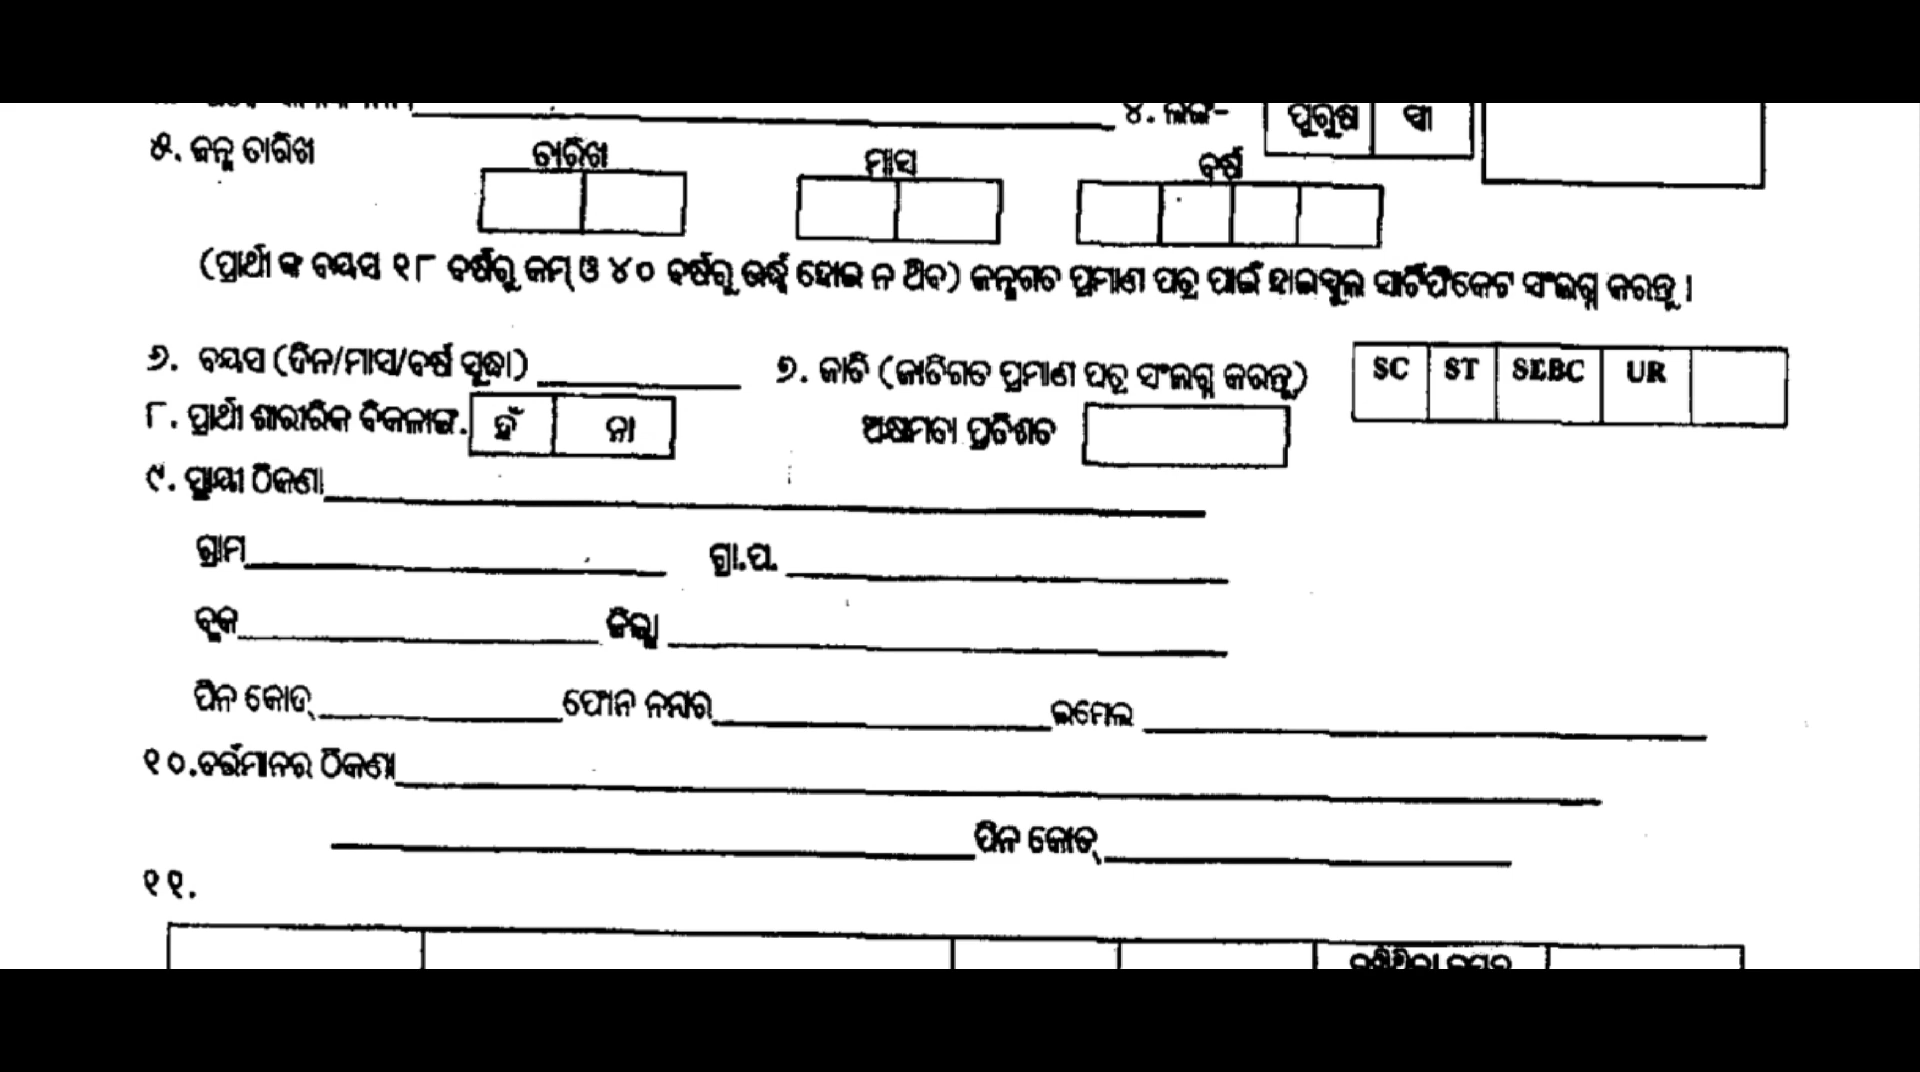 ୪. ଲିଙ୍ଗ- ପୁରୁଷ ସ୍ତ୍ରୀ
୫. ଜନ୍ମ ତାରିଖ ତାରିଖ ମାସ ବର୍ଷ
(ପ୍ରାର୍ଥୀ ଙ୍କ ବୟସ ୧୮ ବର୍ଷରୁ କମ୍ ଓ ୪୦ ବର୍ଷରୁ ଉର୍ଦ୍ଧ୍ଵ ହୋଇ ନ ଥିବ) ଜନ୍ମଗତ ପ୍ରମାଣ ପତ୍ର ପାଇଁ ହାଇସ୍କୁଲ ସାର୍ଟିଫିକେଟ ସଂଲଗ୍ନ କରନ୍ତୁ ।
୬. ବୟସ (ଦିନ/ମାସ/ବର୍ଷ ସୁଦ୍ଧା) ୭. ଜାତି (ଜାତିଗତ ପ୍ରମାଣ ପତ୍ର ସଂଲଗ୍ନ କରନ୍ତୁ) SC ST SEBC UR
୮. ପ୍ରାର୍ଥୀ ଶାରୀରିକ ବିକଳାଙ୍ଗ. ହଁ ନା ଅକ୍ଷମତା ପ୍ରତିଶତ
୯. ସ୍ଥାୟୀ ଠିକଣା
ଗ୍ରାମ ଗ୍ରା.ପ.
ବ୍ଲକ ଜିଲ୍ଲା
ପିନ କୋଡ୍ ଫୋନ ନମ୍ବର ଇମେଲ
୧୦.ବର୍ତ୍ତମାନର ଠିକଣା
ପିନ କୋଡ୍
୧୧.